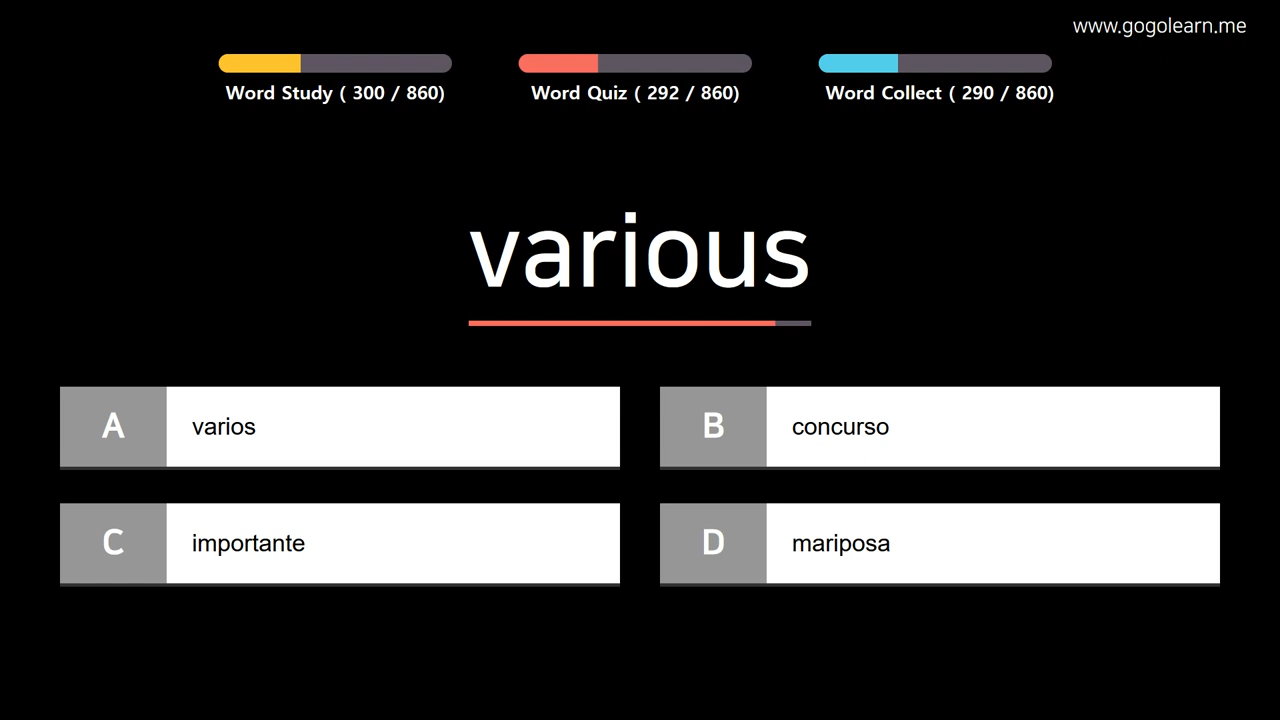 www.gogolearn.me
Word Study ( 300 / 860)
Word Quiz ( 292 / 860)
Word Collect ( 290 / 860)
various
A varios
B concurso
C importante
D mariposa